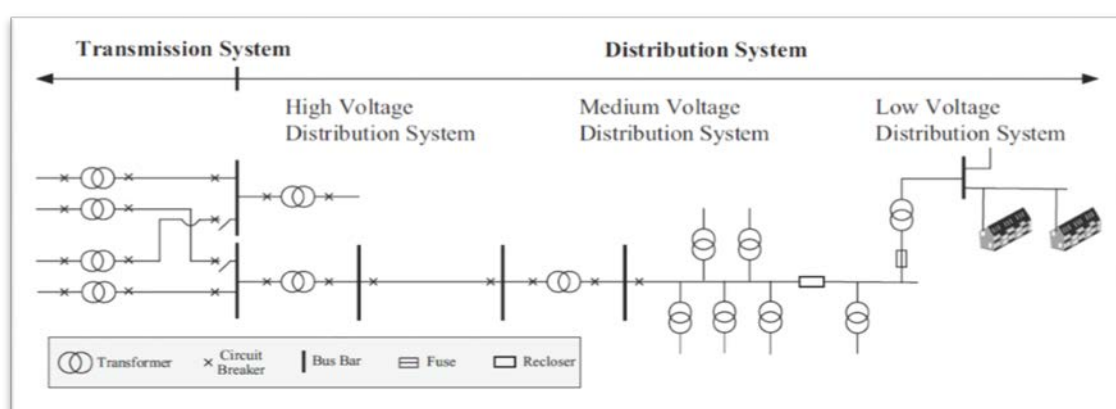 Transmission System
Distribution System
High Voltage
Distribution System
Medium Voltage
Distribution System
Low Voltage
Distribution System
Transformer
Circuit
Breaker
Bus Bar
Fuse
Recloser